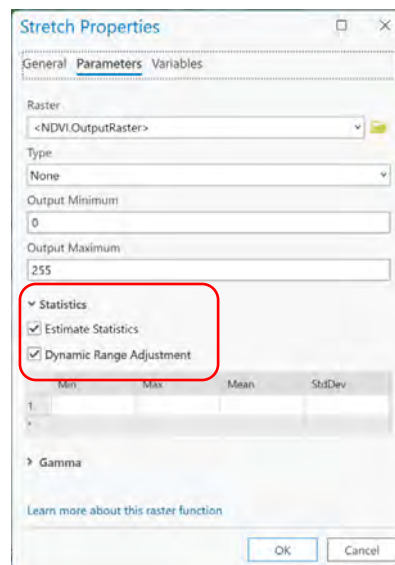 Stretch Properties
General Parameters Variables
Raster
<NDVI.OutputRaster>
Type
None
Output Minimum
0
Output Maximum
255
Statistics
Estimate Statistics
Dynamic Range Adjustment
Min Max Mean StdDev
1
*
Gamma
Learn more about this raster function
OK Cancel